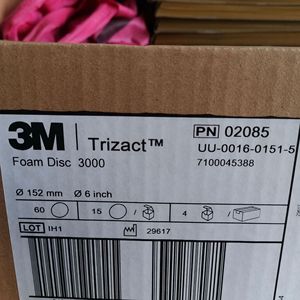 3M Trizact™
PN 02085
UU-0016-0151-5
Foam Disc 3000
7100045388
Ø 152 mm Ø 6 inch
60 15 / 4 /
LOT IH1 29617